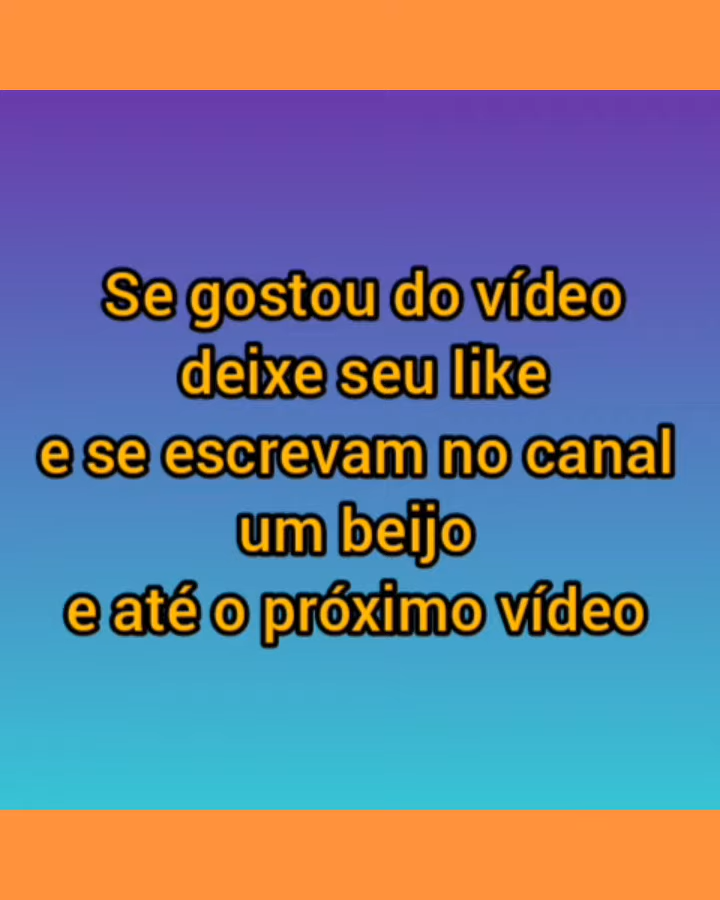 Se gostou do vídeo
deixe seu like
e se escrevam no canal
um beijo
e até o próximo vídeo